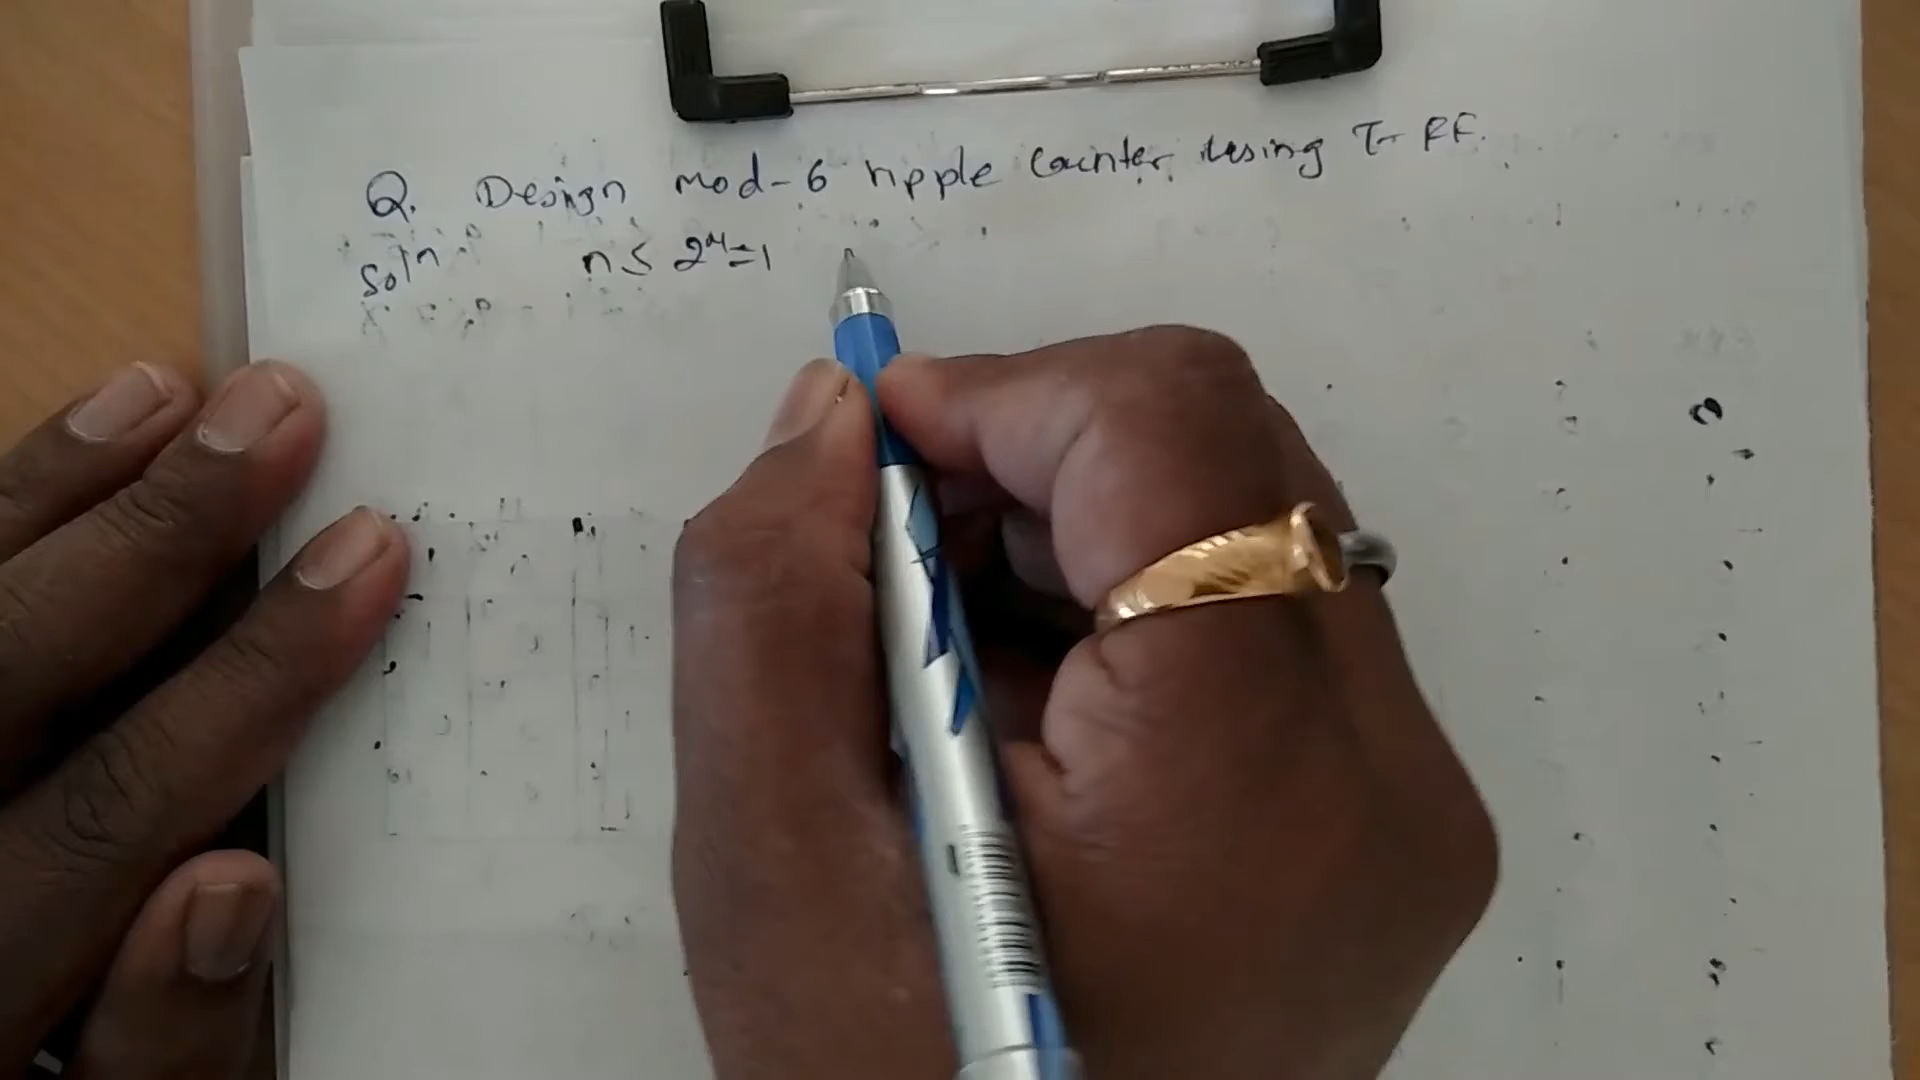 Q. Design mod-6 ripple Counter Using T-FF.
Soln n ≤ 2ⁿ-1